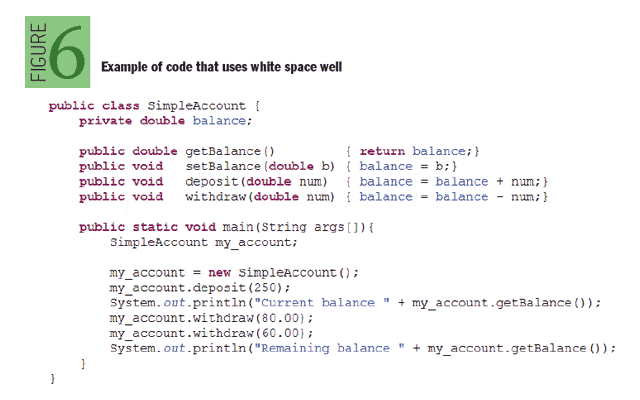 FIGURE 6
Example of code that uses white space well
public class SimpleAccount {
    private double balance;

    public double getBalance()         { return balance;}
    public void   setBalance(double b) { balance = b;}
    public void   deposit(double num)  { balance = balance + num;}
    public void   withdraw(double num) { balance = balance - num;}

    public static void main(String args[]){
        SimpleAccount my_account;

        my_account = new SimpleAccount();
        my_account.deposit(250);
        System.out.println("Current balance " + my_account.getBalance());
        my_account.withdraw(80.00);
        my_account.withdraw(60.00);
        System.out.println("Remaining balance " + my_account.getBalance());
    }
}